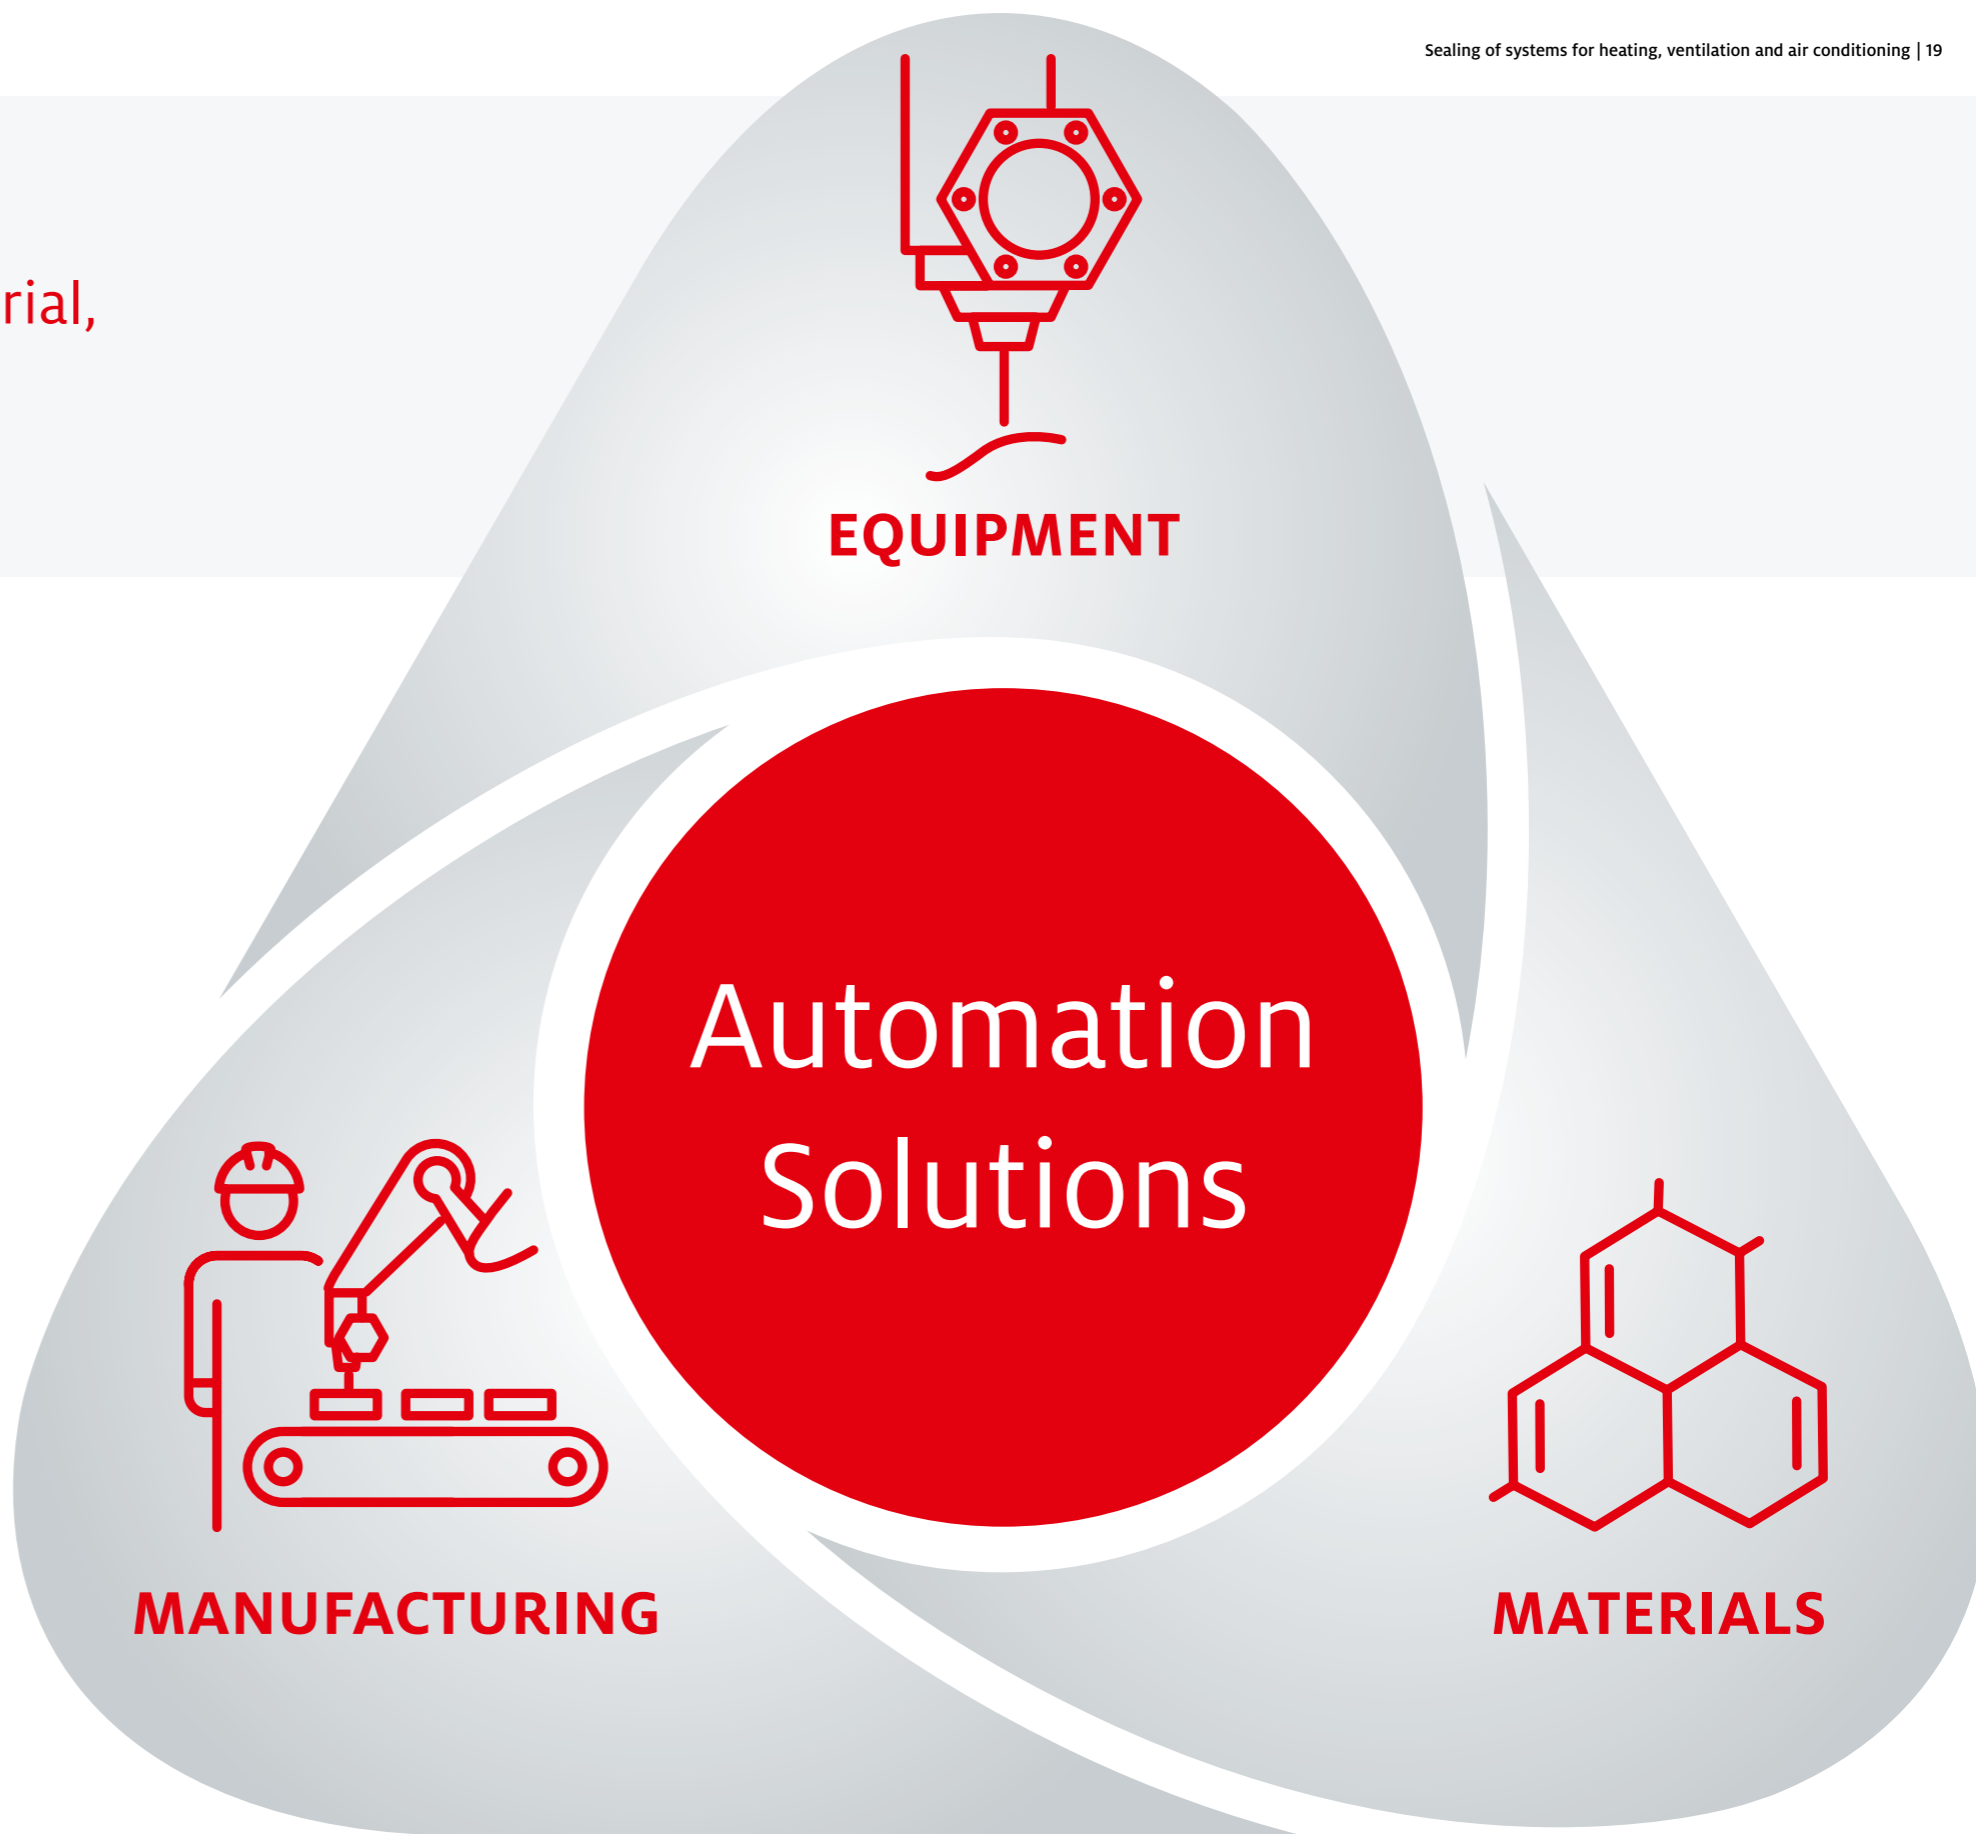 Sealing of systems for heating, ventilation and air conditioning | 19
rial,
EQUIPMENT
Automation
Solutions
MANUFACTURING
MATERIALS